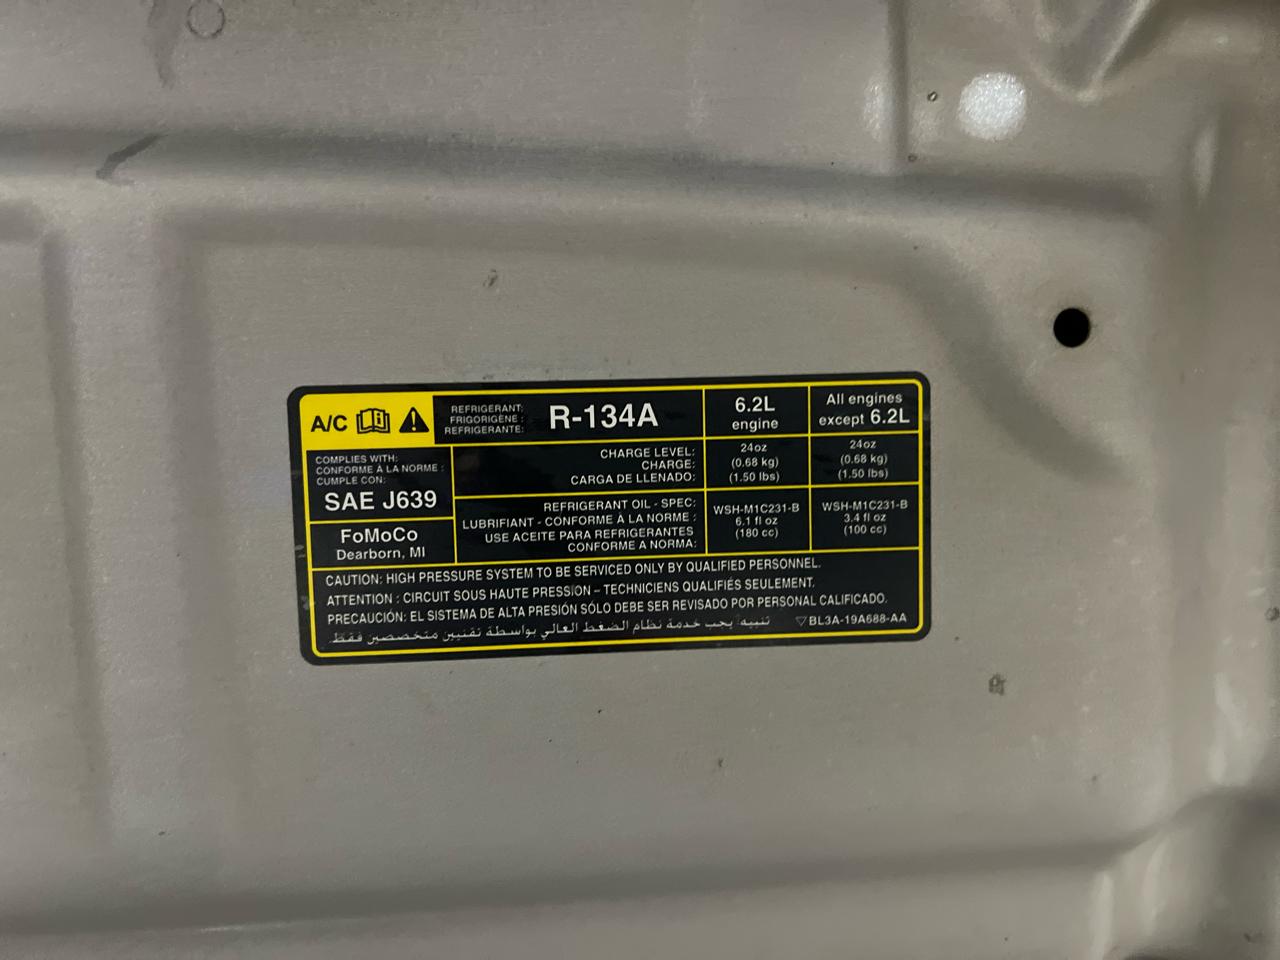 A/C
REFRIGERANT:
FRIGORIGÈNE :
REFRIGERANTE:
R-134A
6.2L
engine
All engines
except 6.2L
COMPLIES WITH:
CONFORME À LA NORME :
CUMPLE CON:
SAE J639
FoMoCo
Dearborn, MI
CHARGE LEVEL:
CHARGE:
CARGA DE LLENADO:
24oz
(0.68 kg)
(1.50 lbs)
24oz
(0.68 kg)
(1.50 lbs)
REFRIGERANT OIL - SPEC:
LUBRIFIANT - CONFORME À LA NORME :
USE ACEITE PARA REFRIGERANTES
CONFORME A NORMA:
WSH-M1C231-B
6.1 fl oz
(180 cc)
WSH-M1C231-B
3.4 fl oz
(100 cc)
CAUTION: HIGH PRESSURE SYSTEM TO BE SERVICED ONLY BY QUALIFIED PERSONNEL.
ATTENTION : CIRCUIT SOUS HAUTE PRESSION – TECHNICIENS QUALIFIÉS SEULEMENT.
PRECAUCIÓN: EL SISTEMA DE ALTA PRESIÓN SÓLO DEBE SER REVISADO POR PERSONAL CALIFICADO.
تنبيه: يجب خدمة نظام الضغط العالي بواسطة تقنيين متخصصين فقط
BL3A-19A688-AA